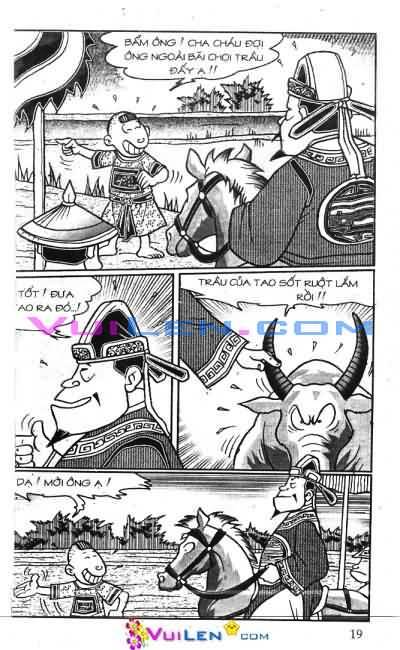 BẨM ÔNG! CHA CHÁU ĐỢI
ÔNG NGOÀI BÃI CHỌI TRÂU
ĐẤY Ạ!!
TỐT! ĐƯA
TAO RA ĐÓ..!
TRÂU CỦA TAO SỐT RUỘT LẮM
RỒI!!
VUILEN.COM
DẠ! MỜI ÔNG Ạ!
19
VUILEN.COM